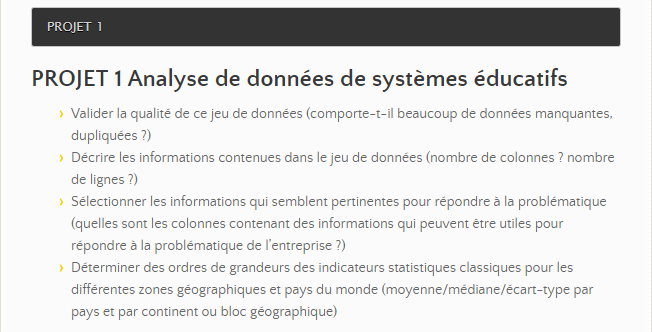 PROJET 1
PROJET 1 Analyse de données de systèmes éducatifs
› Valider la qualité de ce jeu de données (comporte-t-il beaucoup de données manquantes,
dupliquées ?)
› Décrire les informations contenues dans le jeu de données (nombre de colonnes ? nombre
de lignes ?)
› Sélectionner les informations qui semblent pertinentes pour répondre à la problématique
(quelles sont les colonnes contenant des informations qui peuvent être utiles pour
répondre à la problématique de l'entreprise ?)
› Déterminer des ordres de grandeurs des indicateurs statistiques classiques pour les
différentes zones géographiques et pays du monde (moyenne/médiane/écart-type par
pays et par continent ou bloc géographique)